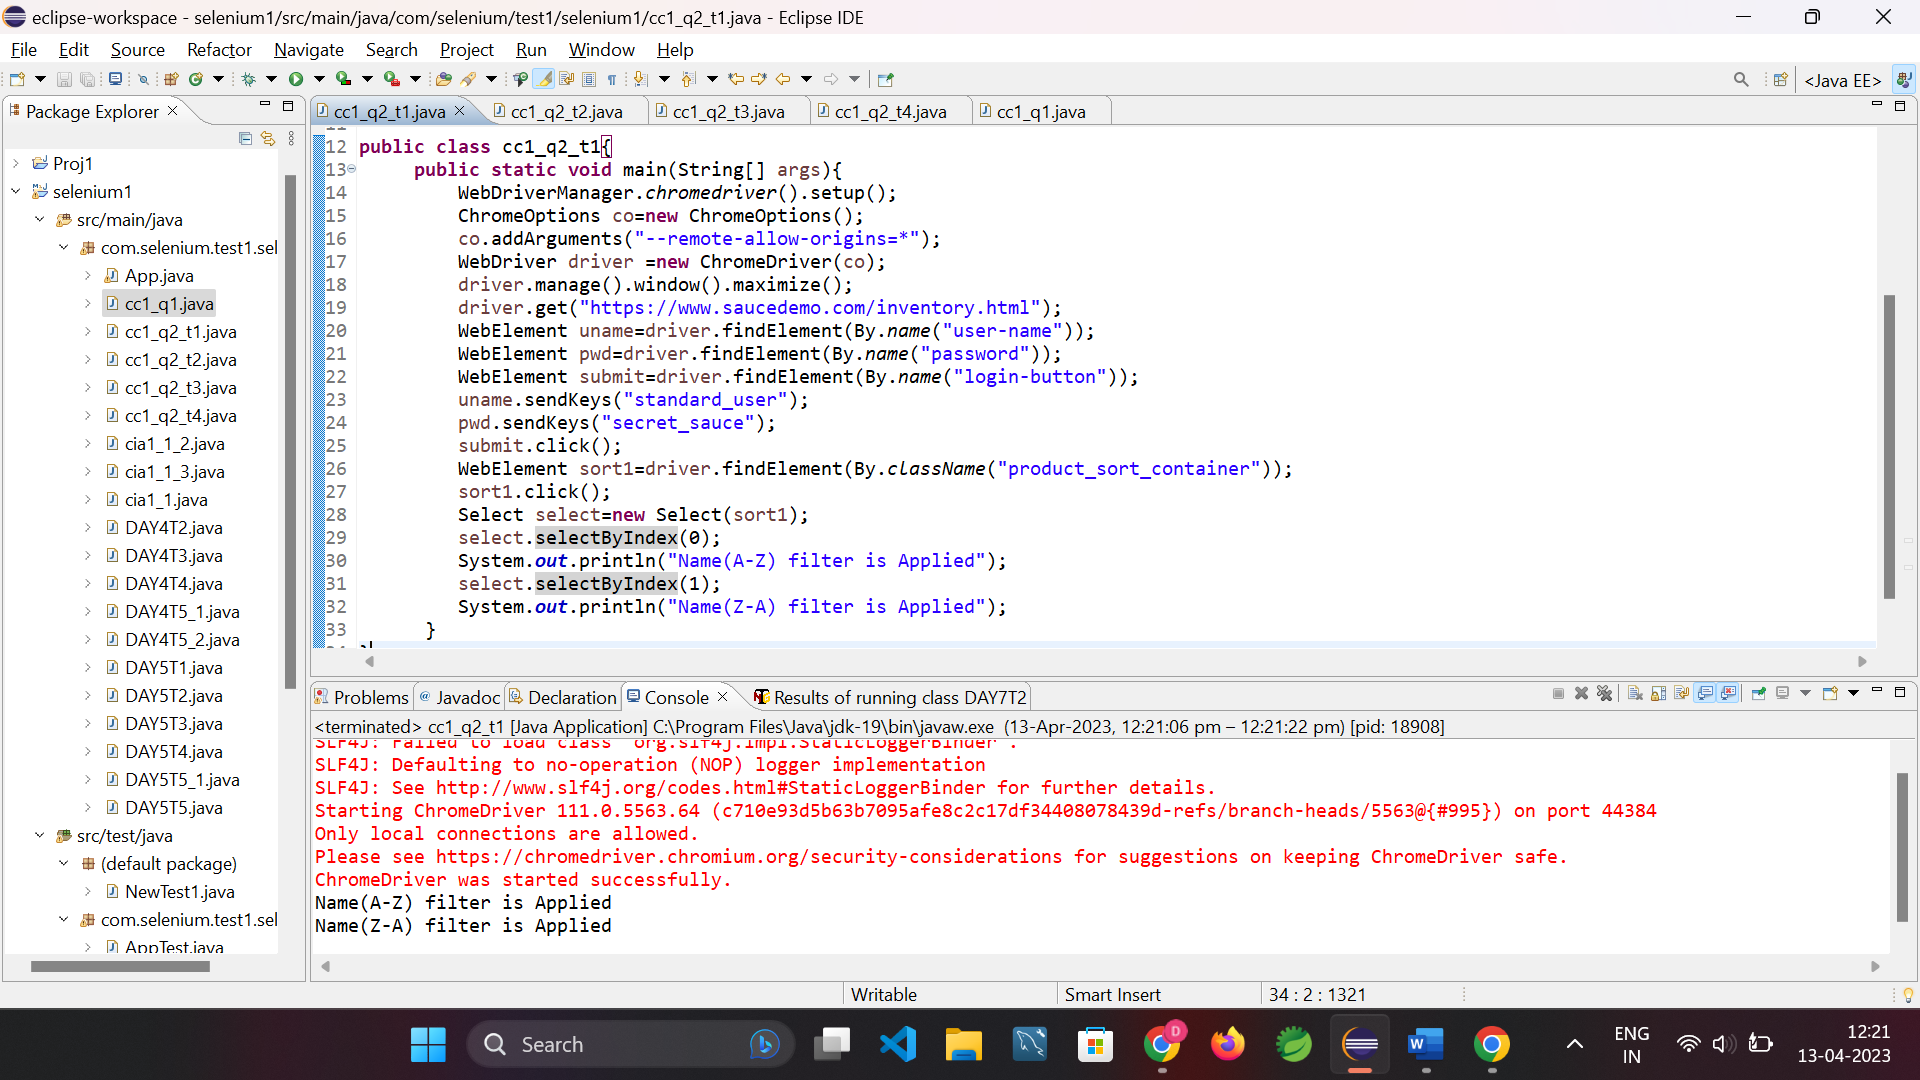 eclipse-workspace - selenium1/src/main/java/com/selenium/test1/selenium1/cc1_q2_t1.java - Eclipse IDE
File Edit Source Refactor Navigate Search Project Run Window Help
<Java EE>
Package Explorer
Proj1
selenium1
src/main/java
com.selenium.test1.sel
App.java
cc1_q1.java
cc1_q2_t1.java
cc1_q2_t2.java
cc1_q2_t3.java
cc1_q2_t4.java
cia1_1_2.java
cia1_1_3.java
cia1_1.java
DAY4T2.java
DAY4T3.java
DAY4T4.java
DAY4T5_1.java
DAY4T5_2.java
DAY5T1.java
DAY5T2.java
DAY5T3.java
DAY5T4.java
DAY5T5_1.java
DAY5T5.java
src/test/java
(default package)
NewTest1.java
com.selenium.test1.sel
AppTest.java
cc1_q2_t1.java cc1_q2_t2.java cc1_q2_t3.java cc1_q2_t4.java cc1_q1.java
12 public class cc1_q2_t1{
13 public static void main(String[] args){
14 WebDriverManager.chromedriver().setup();
15 ChromeOptions co=new ChromeOptions();
16 co.addArguments("--remote-allow-origins=*");
17 WebDriver driver =new ChromeDriver(co);
18 driver.manage().window().maximize();
19 driver.get("https://www.saucedemo.com/inventory.html");
20 WebElement uname=driver.findElement(By.name("user-name"));
21 WebElement pwd=driver.findElement(By.name("password"));
22 WebElement submit=driver.findElement(By.name("login-button"));
23 uname.sendKeys("standard_user");
24 pwd.sendKeys("secret_sauce");
25 submit.click();
26 WebElement sort1=driver.findElement(By.className("product_sort_container"));
27 sort1.click();
28 Select select=new Select(sort1);
29 select.selectByIndex(0);
30 System.out.println("Name(A-Z) filter is Applied");
31 select.selectByIndex(1);
32 System.out.println("Name(Z-A) filter is Applied");
33 }
Problems Javadoc Declaration Console Results of running class DAY7T2
<terminated> cc1_q2_t1 [Java Application] C:\Program Files\Java\jdk-19\bin\javaw.exe (13-Apr-2023, 12:21:06 pm – 12:21:22 pm) [pid: 18908]
SLF4J: Failed to load class "org.slf4j.impl.StaticLoggerBinder".
SLF4J: Defaulting to no-operation (NOP) logger implementation
SLF4J: See http://www.slf4j.org/codes.html#StaticLoggerBinder for further details.
Starting ChromeDriver 111.0.5563.64 (c710e93d5b63b7095afe8c2c17df34408078439d-refs/branch-heads/5563@{#995}) on port 44384
Only local connections are allowed.
Please see https://chromedriver.chromium.org/security-considerations for suggestions on keeping ChromeDriver safe.
ChromeDriver was started successfully.
Name(A-Z) filter is Applied
Name(Z-A) filter is Applied
Writable Smart Insert 34 : 2 : 1321
Search
D
W
ENG
IN
12:21
13-04-2023